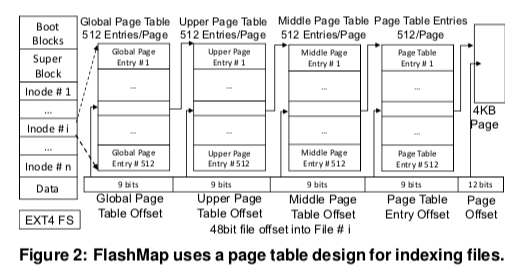 Boot Blocks
Super Block
Inode # 1
...
Inode # i
...
Inode # n
Data
EXT4 FS
Global Page Table
512 Entries/Page
Global Page Entry # 1
...
...
Global Page Entry # 512
9 bits
Global Page Table Offset
Upper Page Table
512 Entries/Page
Upper Page Entry # 1
...
...
Upper Page Entry # 512
9 bits
Upper Page Table Offset
Middle Page Table
512 Entries/Page
Middle Page Entry # 1
...
...
Middle Page Entry # 512
9 bits
Middle Page Table Offset
Page Table Entries
512/Page
Page Table Entry # 1
...
...
Page Table Entry # 512
9 bits
Page Table Entry Offset
4KB Page
12 bits
Page Offset
48bit file offset into File # i
Figure 2: FlashMap uses a page table design for indexing files.